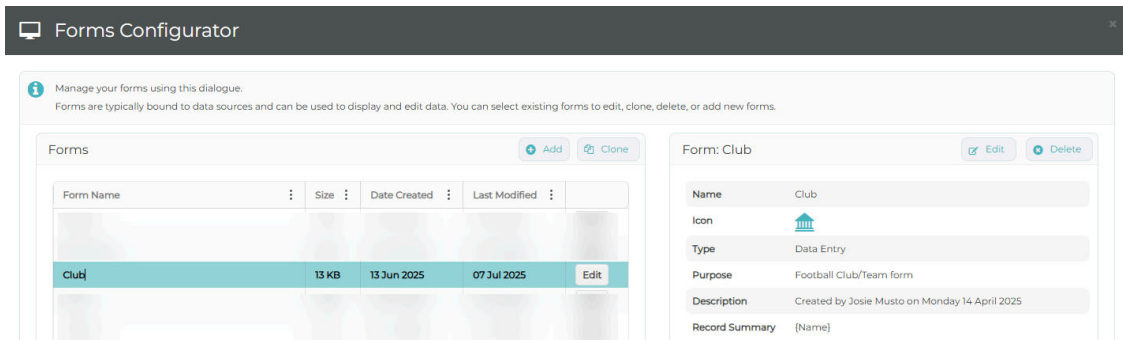 Forms Configurator
Manage your forms using this dialogue.
Forms are typically bound to data sources and can be used to display and edit data. You can select existing forms to edit, clone, delete, or add new forms.
Forms
Add
Clone
Form Name
Size
Date Created
Last Modified
Club
13 KB
13 Jun 2025
07 Jul 2025
Edit
Form: Club
Edit
Delete
Name Club
Icon
Type Data Entry
Purpose Football Club/Team form
Description Created by Josie Musto on Monday 14 April 2025
Record Summary {Name}